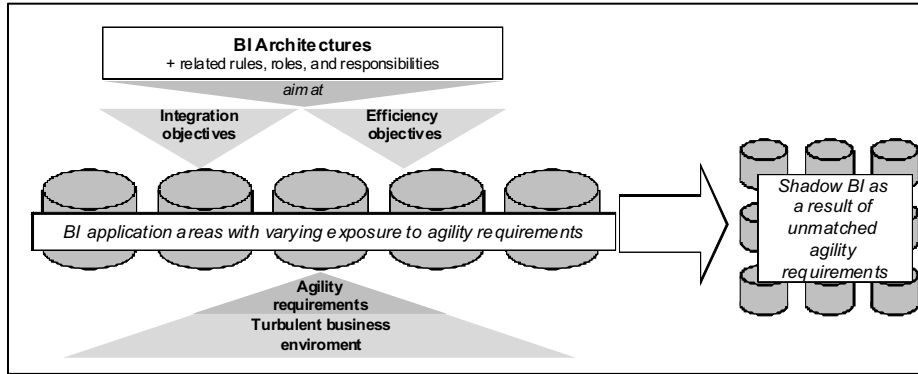 BI Architectures
+ related rules, roles, and responsibilities
aim at
Integration
objectives
Efficiency
objectives
BI application areas with varying exposure to agility requirements
Agility
requirements
Turbulent business
enviroment
Shadow BI as
a result of
unmatched
agility
requirements